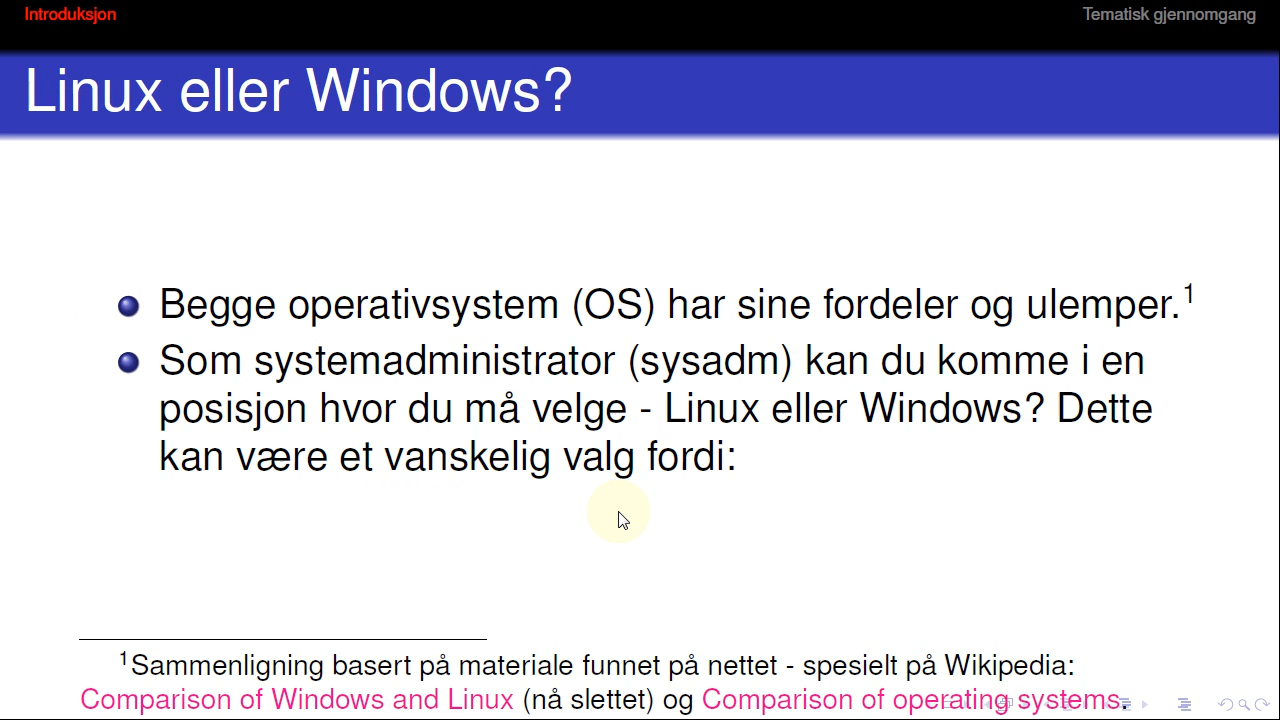 Introduksjon
Tematisk gjennomgang
Linux eller Windows?
Begge operativsystem (OS) har sine fordeler og ulemper.¹
Som systemadministrator (sysadm) kan du komme i en
posisjon hvor du må velge - Linux eller Windows? Dette
kan være et vanskelig valg fordi:
¹Sammenligning basert på materiale funnet på nettet - spesielt på Wikipedia:
Comparison of Windows and Linux (nå slettet) og Comparison of operating systems.